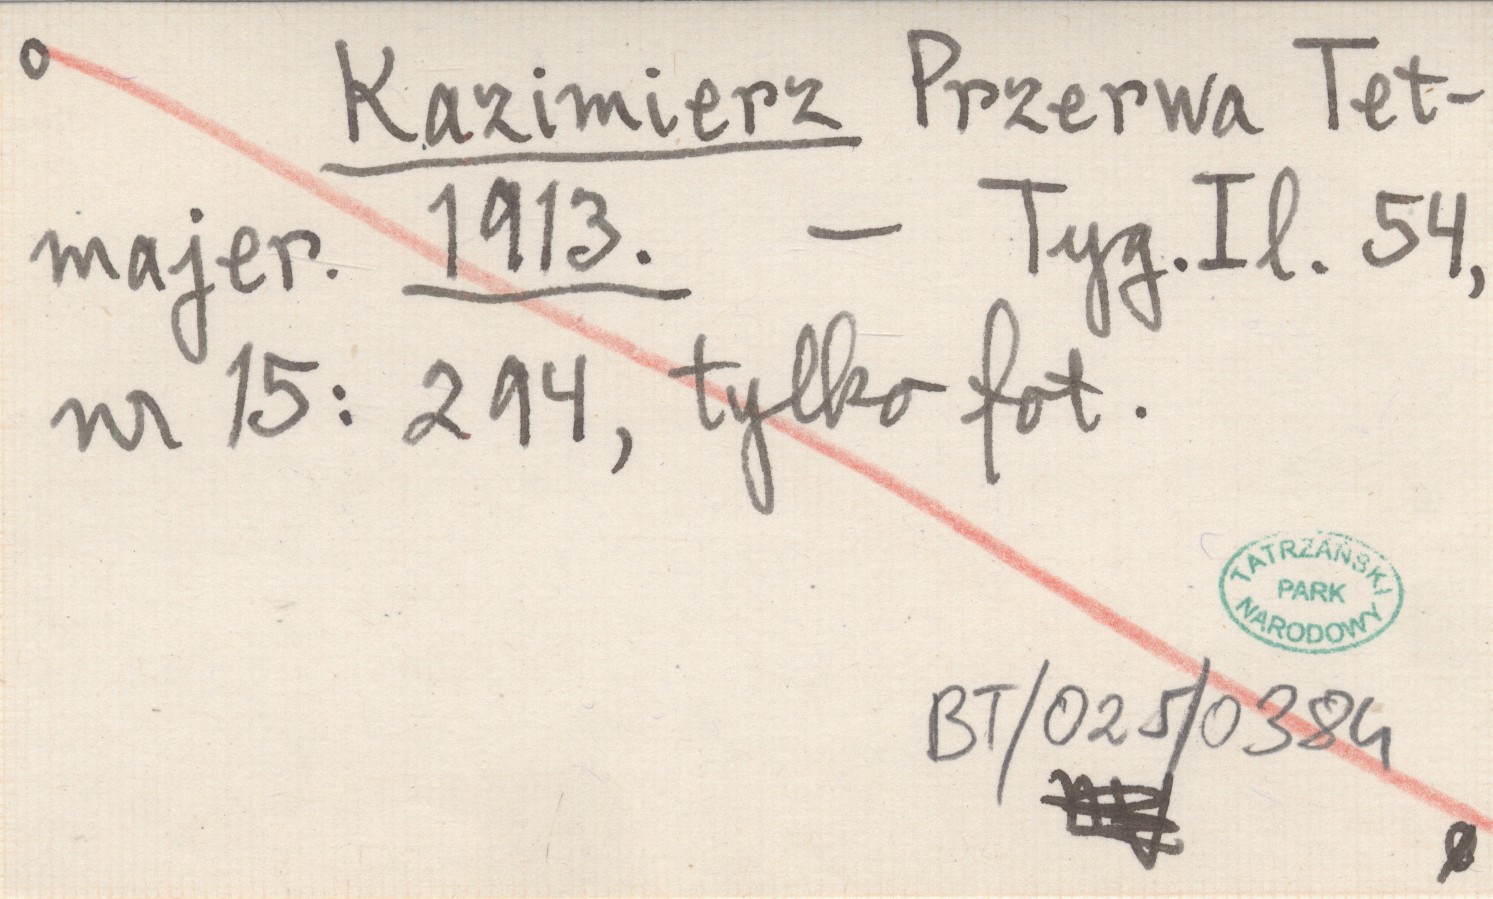 o
Kazimierz Przerwa Tet-
majer. 1913. — Tyg. Il. 54,
nr 15: 294, tylko fot.
TATRZAŃSKI
PARK
NARODOWY
BT/025/0384